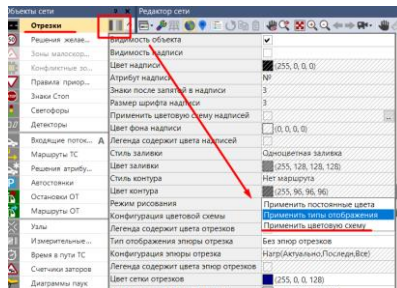 Объекты сети
Редактор сети
Отрезки
Решения желае...
Зоны малоскор...
Конфликтные зо...
Правила приор...
Знаки Стоп
Светофоры
Детекторы
Входящие поток... А
Маршруты ТС
Решения атрибу...
Автостоянки
Остановки ОТ
Маршруты ОТ
Узлы
Измерительные...
Время в пути ТС
Счетчики заторов
Диаграммы паук
Видимость объекта
Видимость надписи
Цвет надписи (255, 0, 0, 0)
Атрибут надписи №
Знаки после запятой в надписи 3
Размер шрифта надписи 3
Применить цветовую схему надписей ...
Цвет фона надписи (0, 0, 0, 0)
Легенда содержит цвета надписей
Стиль заливки Одноцветная заливка
Цвет заливки (255, 128, 128, 128)
Стиль контура Нет маршрута
Цвет контура (255, 96, 96, 96)
Режим рисования Применить постоянные цвета
Применить типы отображения
Применить цветовую схему
Конфигурация цветовой схемы
Легенда содержит цвета отрезков
Тип отображения эпюры отрезка Без эпюр отрезков
Конфигурация эпюры отрезка Нагр(Актуально,Последн,Все)
Легенда содержит цвета эпюр отрезков
Цвет сетки отрезков (255, 0, 0, 128)